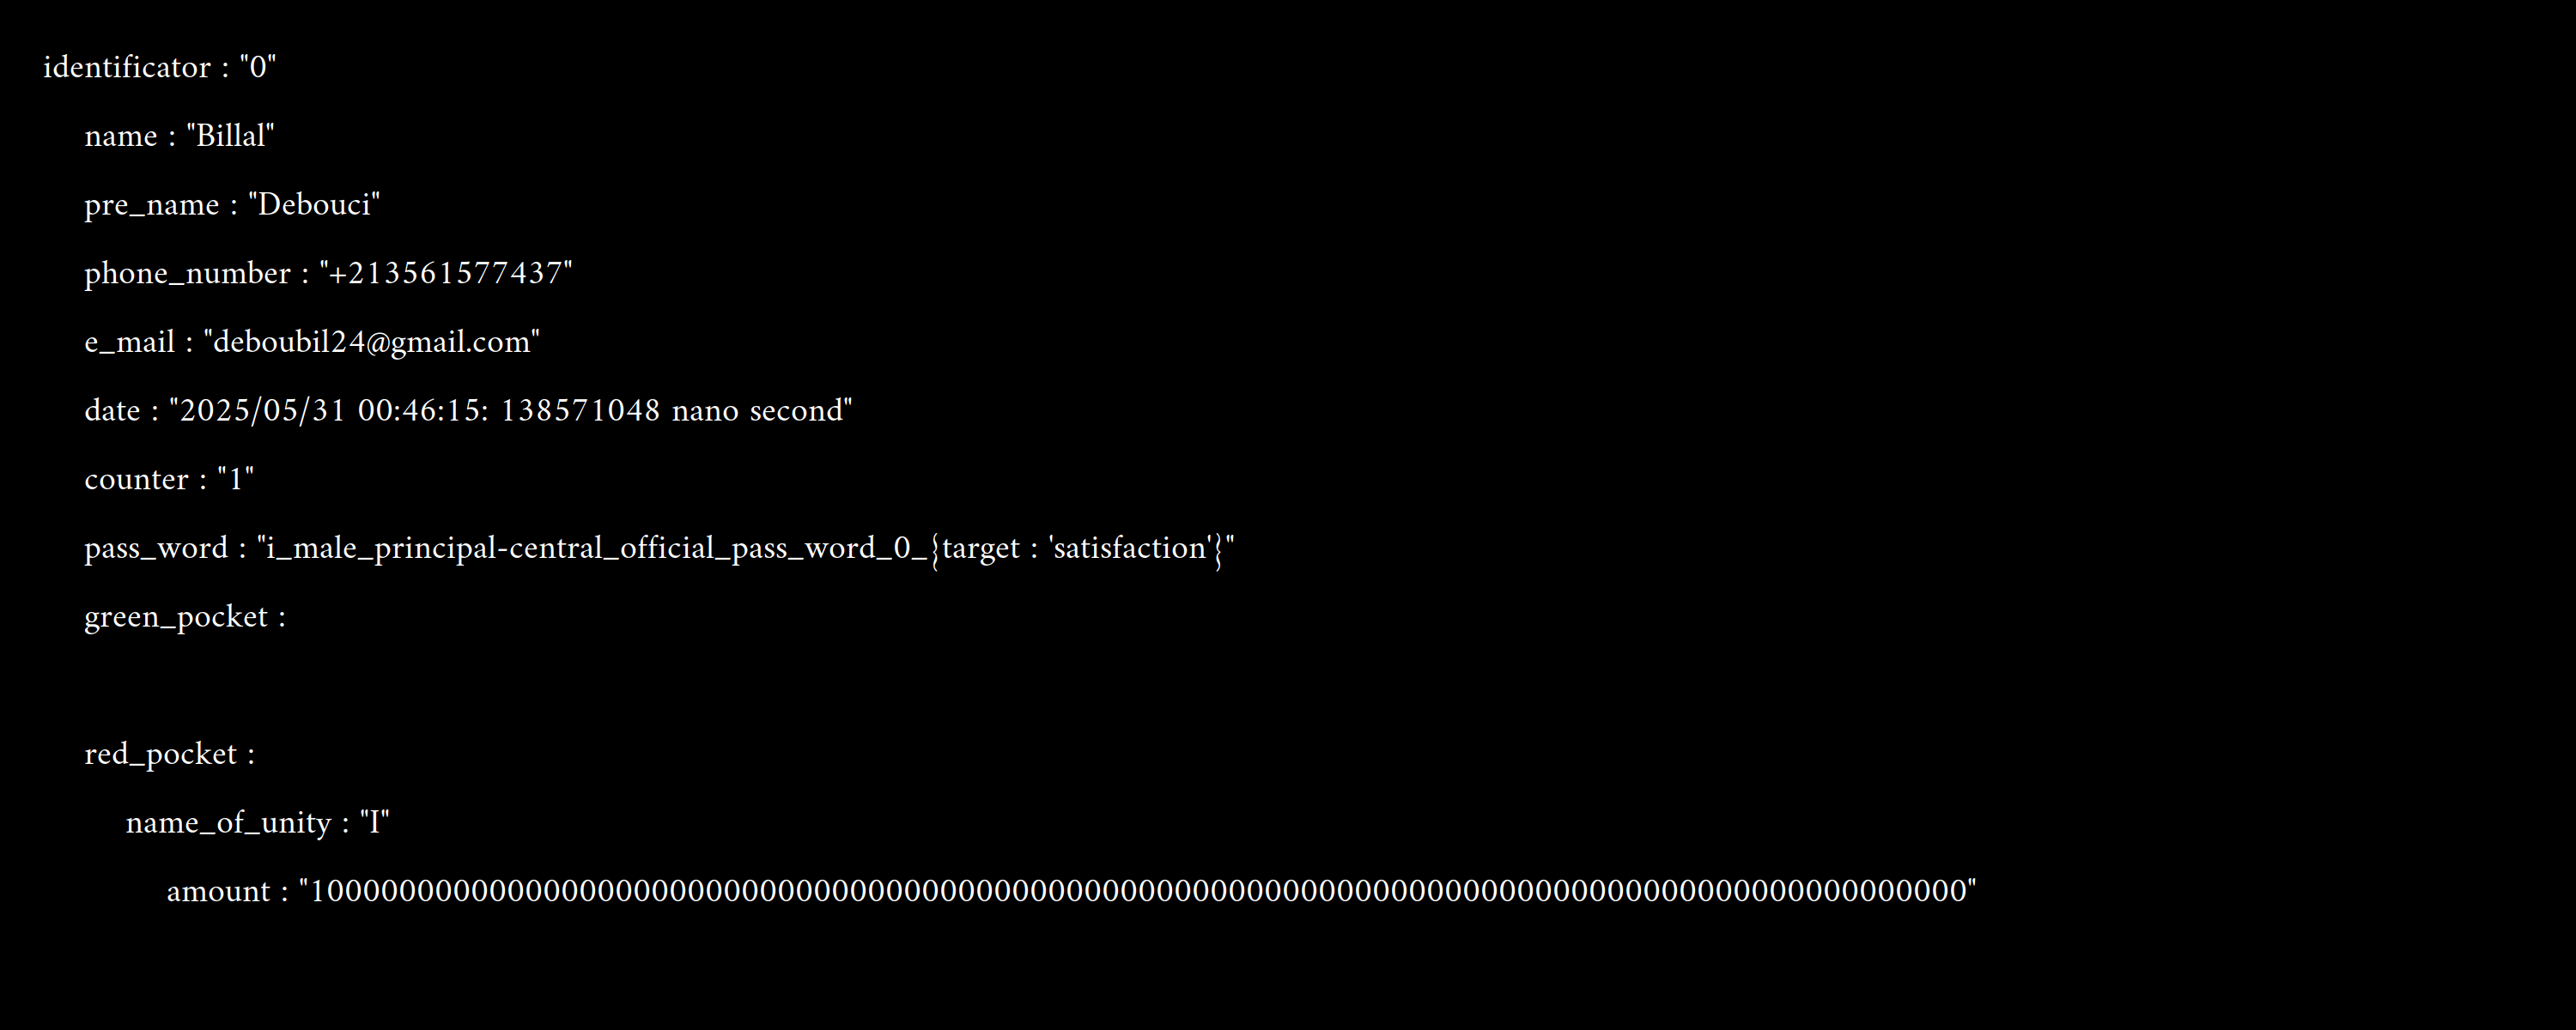 identificator : "0"
name : "Billal"
pre_name : "Debouci"
phone_number : "+213561577437"
e_mail : "deboubil24@gmail.com"
date : "2025/05/31 00:46:15: 138571048 nano second"
counter : "1"
pass_word : "i_male_principal-central_official_pass_word_0_{target : 'satisfaction'}"
green_pocket :
red_pocket :
name_of_unity : "I"
amount : "10000000000000000000000000000000000000000000000000000000000000000000000000000000000000000000"